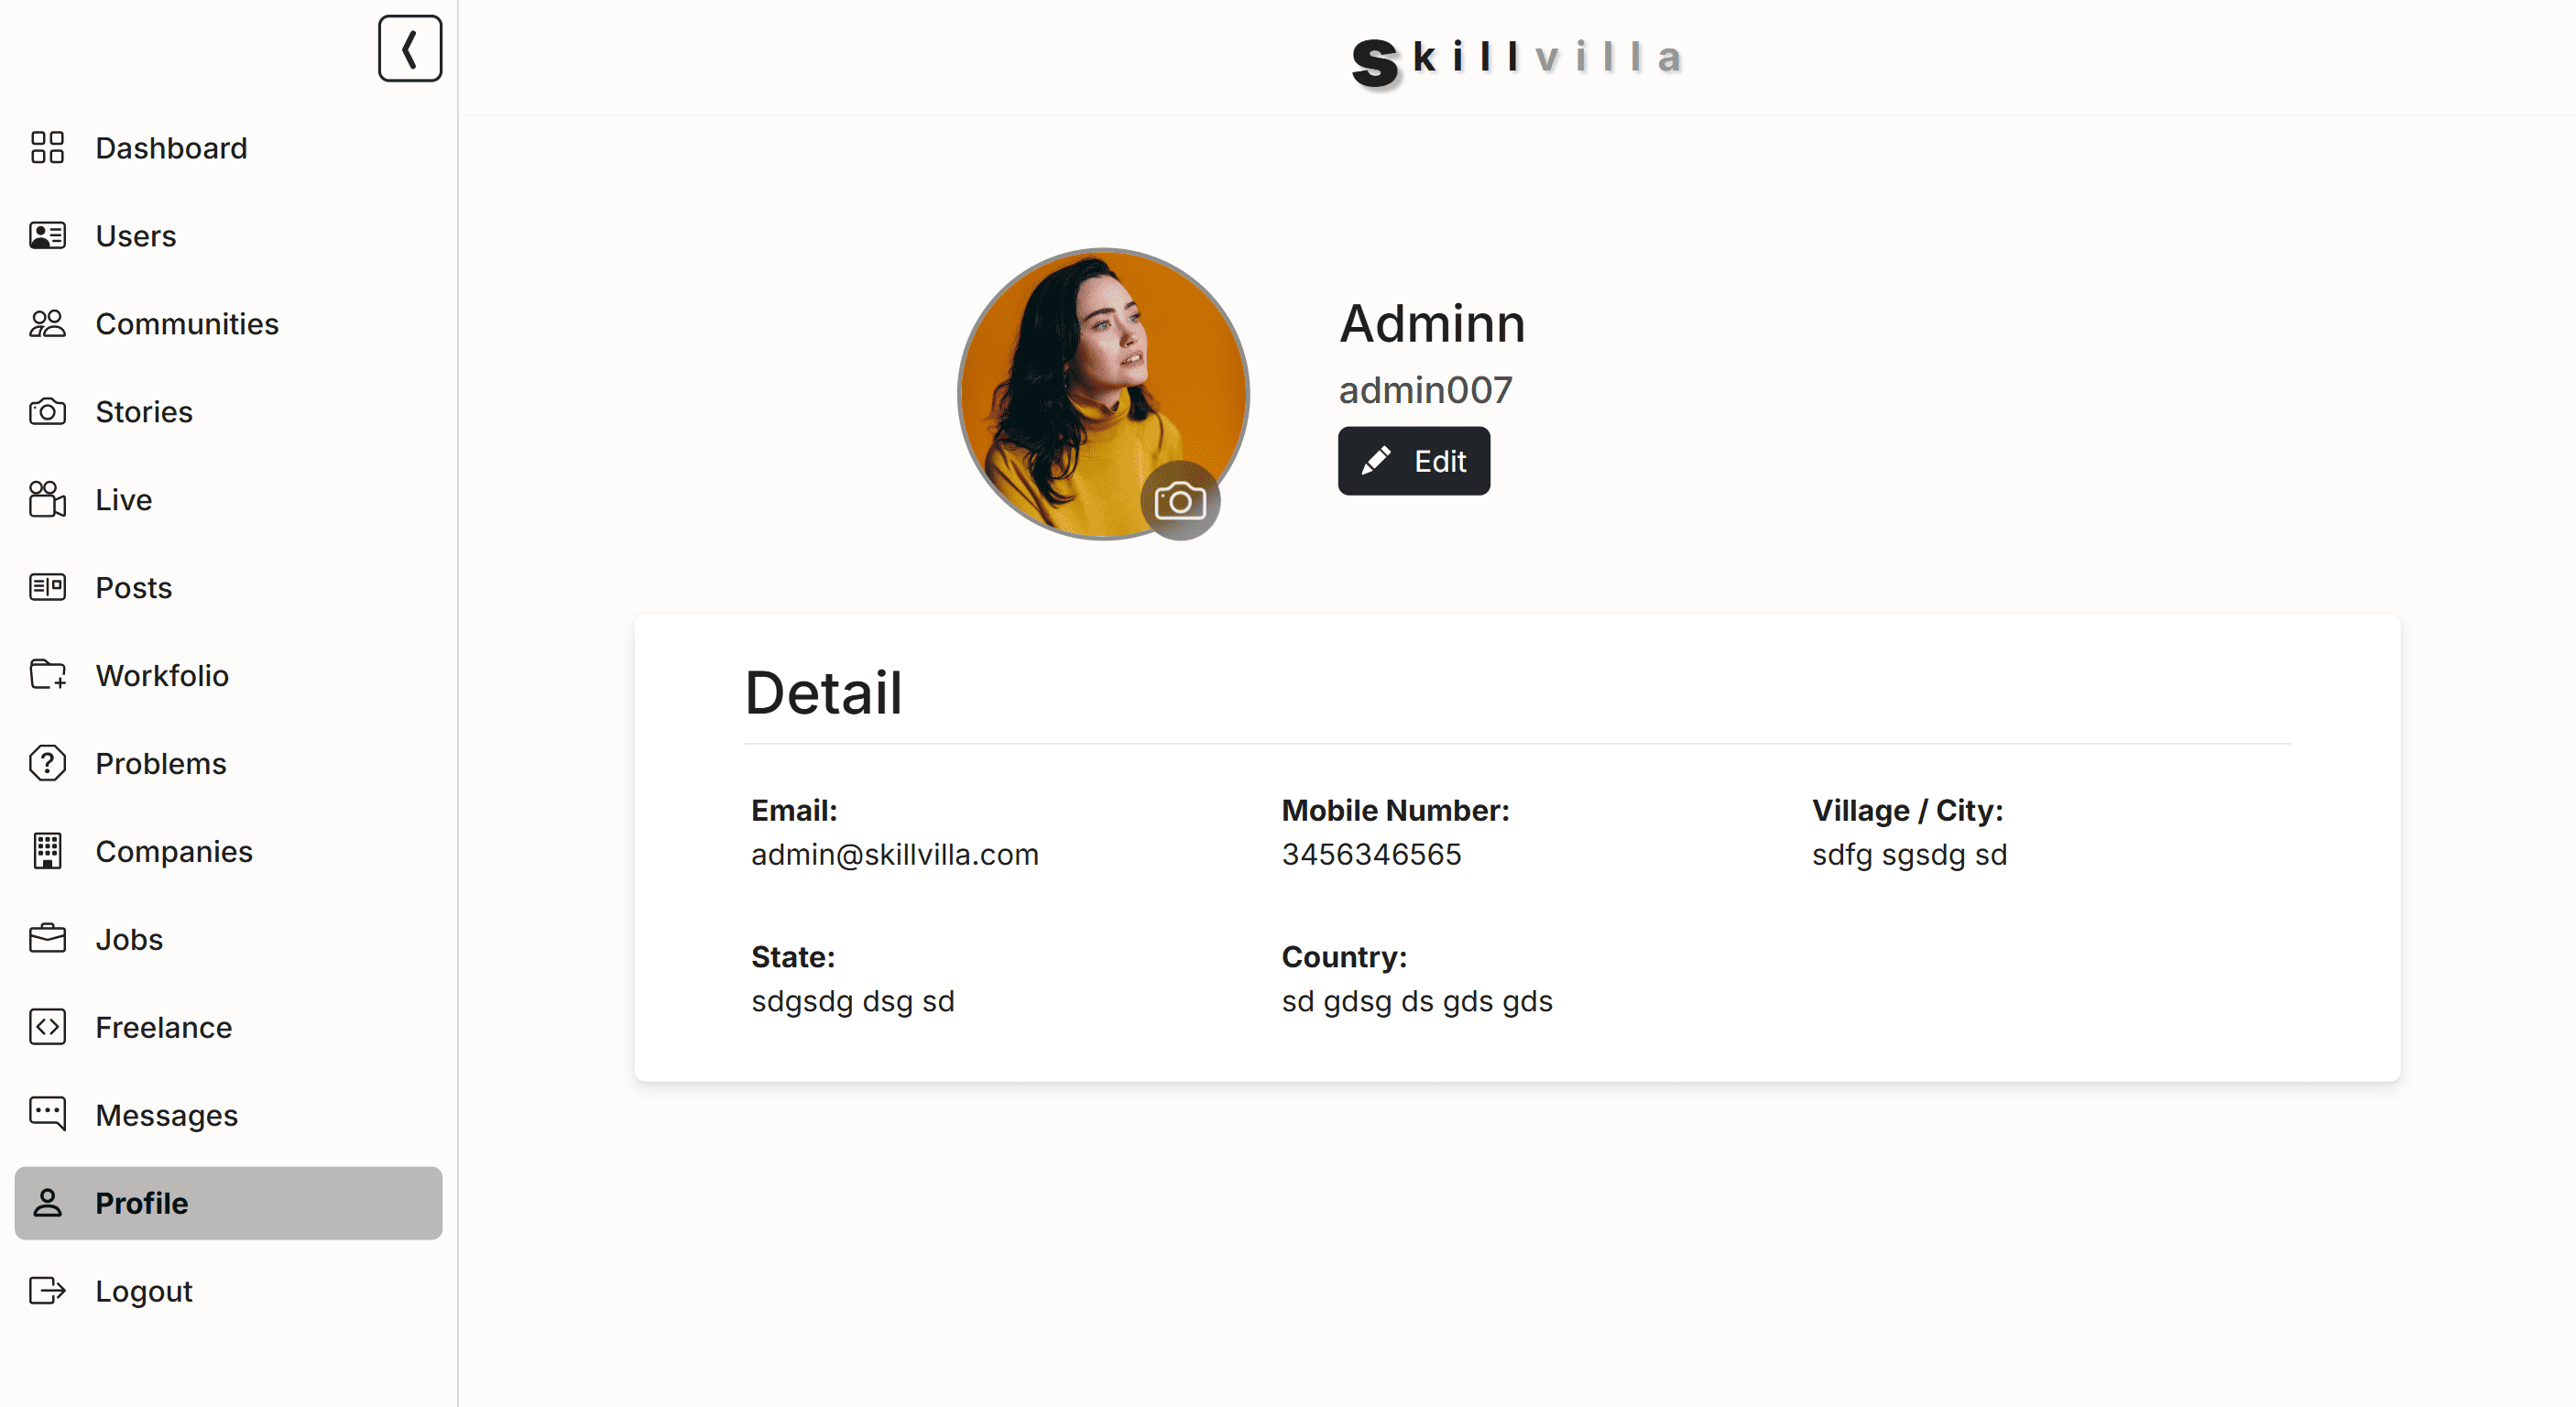 Skillvilla
Dashboard
Users
Communities
Stories
Live
Posts
Workfolio
Problems
Companies
Jobs
Freelance
Messages
Profile
Logout
Adminn
admin007
Edit
Detail
Email:
admin@skillvilla.com
Mobile Number:
3456346565
Village / City:
sdfg sgsdg sd
State:
sdgsdg dsg sd
Country:
sd gdsg ds gds gds